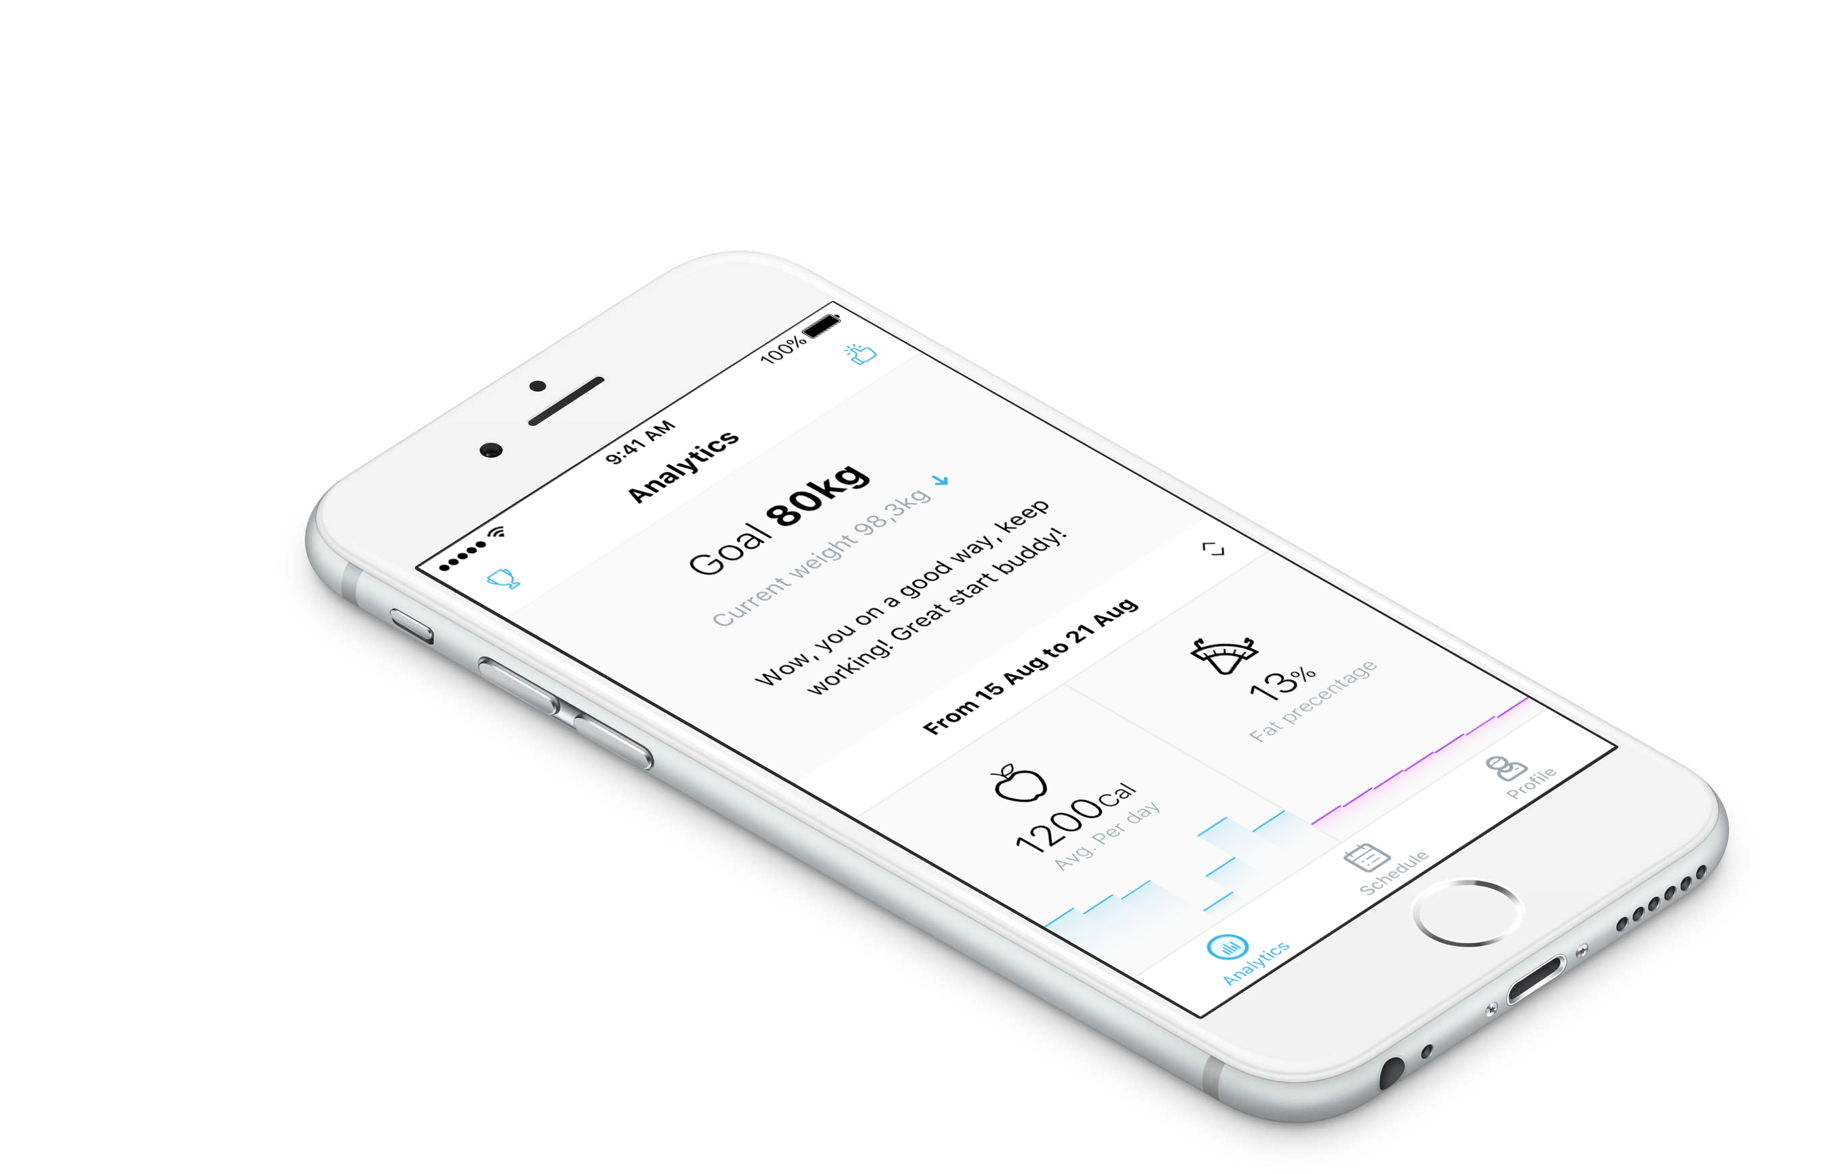 9:41 AM
100%
Analytics
Goal 80kg
Current weight 98,3kg
Wow, you on a good way, keep
working! Great start buddy!
From 15 Aug to 21 Aug
1200Cal
Avg. Per day
13%
Fat precentage
Analytics
Schedule
Profile